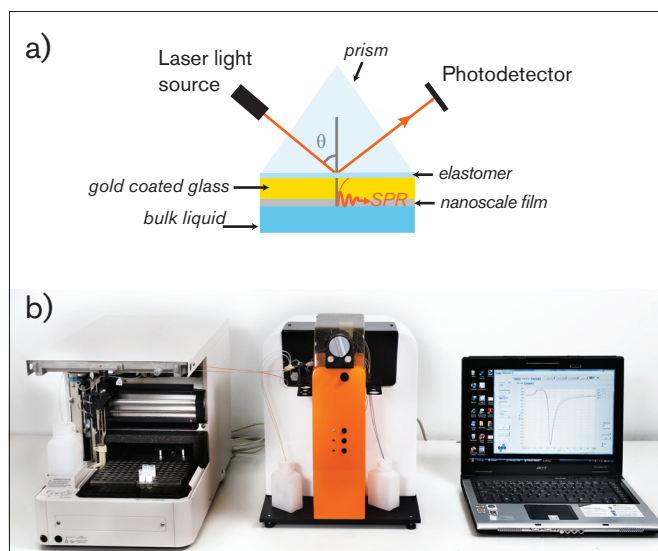 a)
prism
Laser light
source
Photodetector
θ
elastomer
gold coated glass
SPR
nanoscale film
bulk liquid
b)
acer